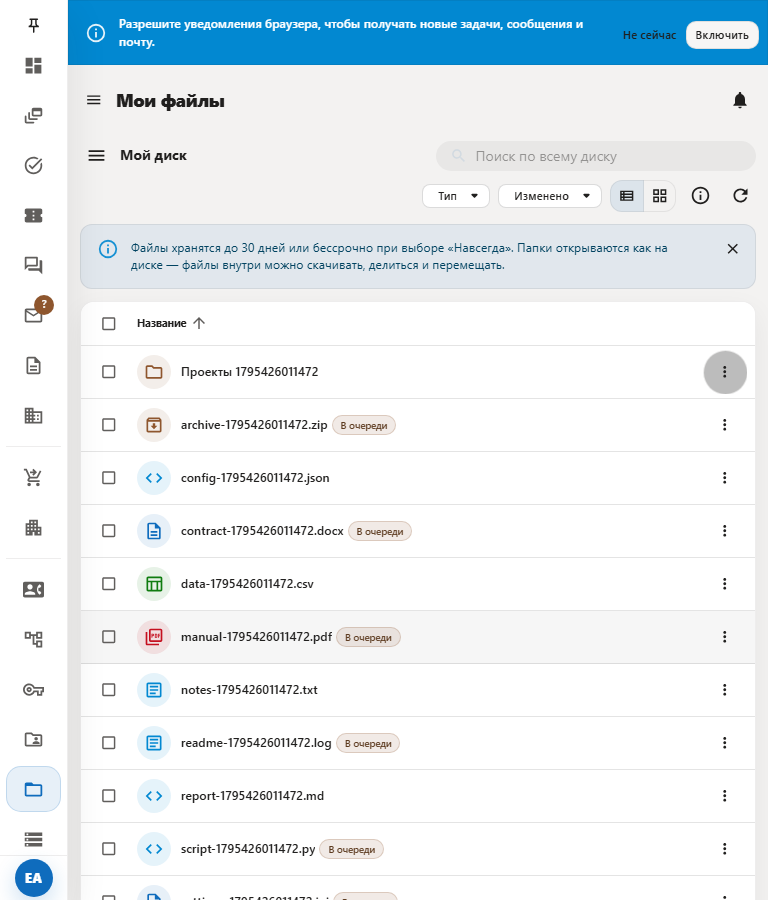 Разрешите уведомления браузера, чтобы получать новые задачи, сообщения и
почту.
Не сейчас
Включить
Мои файлы
Мой диск
Поиск по всему диску
Тип
Изменено
Файлы хранятся до 30 дней или бессрочно при выборе «Навсегда». Папки открываются как на
диске — файлы внутри можно скачивать, делиться и перемещать.
?
Название
Проекты 1795426011472
archive-1795426011472.zip В очереди
config-1795426011472.json
contract-1795426011472.docx В очереди
data-1795426011472.csv
PDF
manual-1795426011472.pdf В очереди
notes-1795426011472.txt
readme-1795426011472.log В очереди
report-1795426011472.md
script-1795426011472.py В очереди
EA